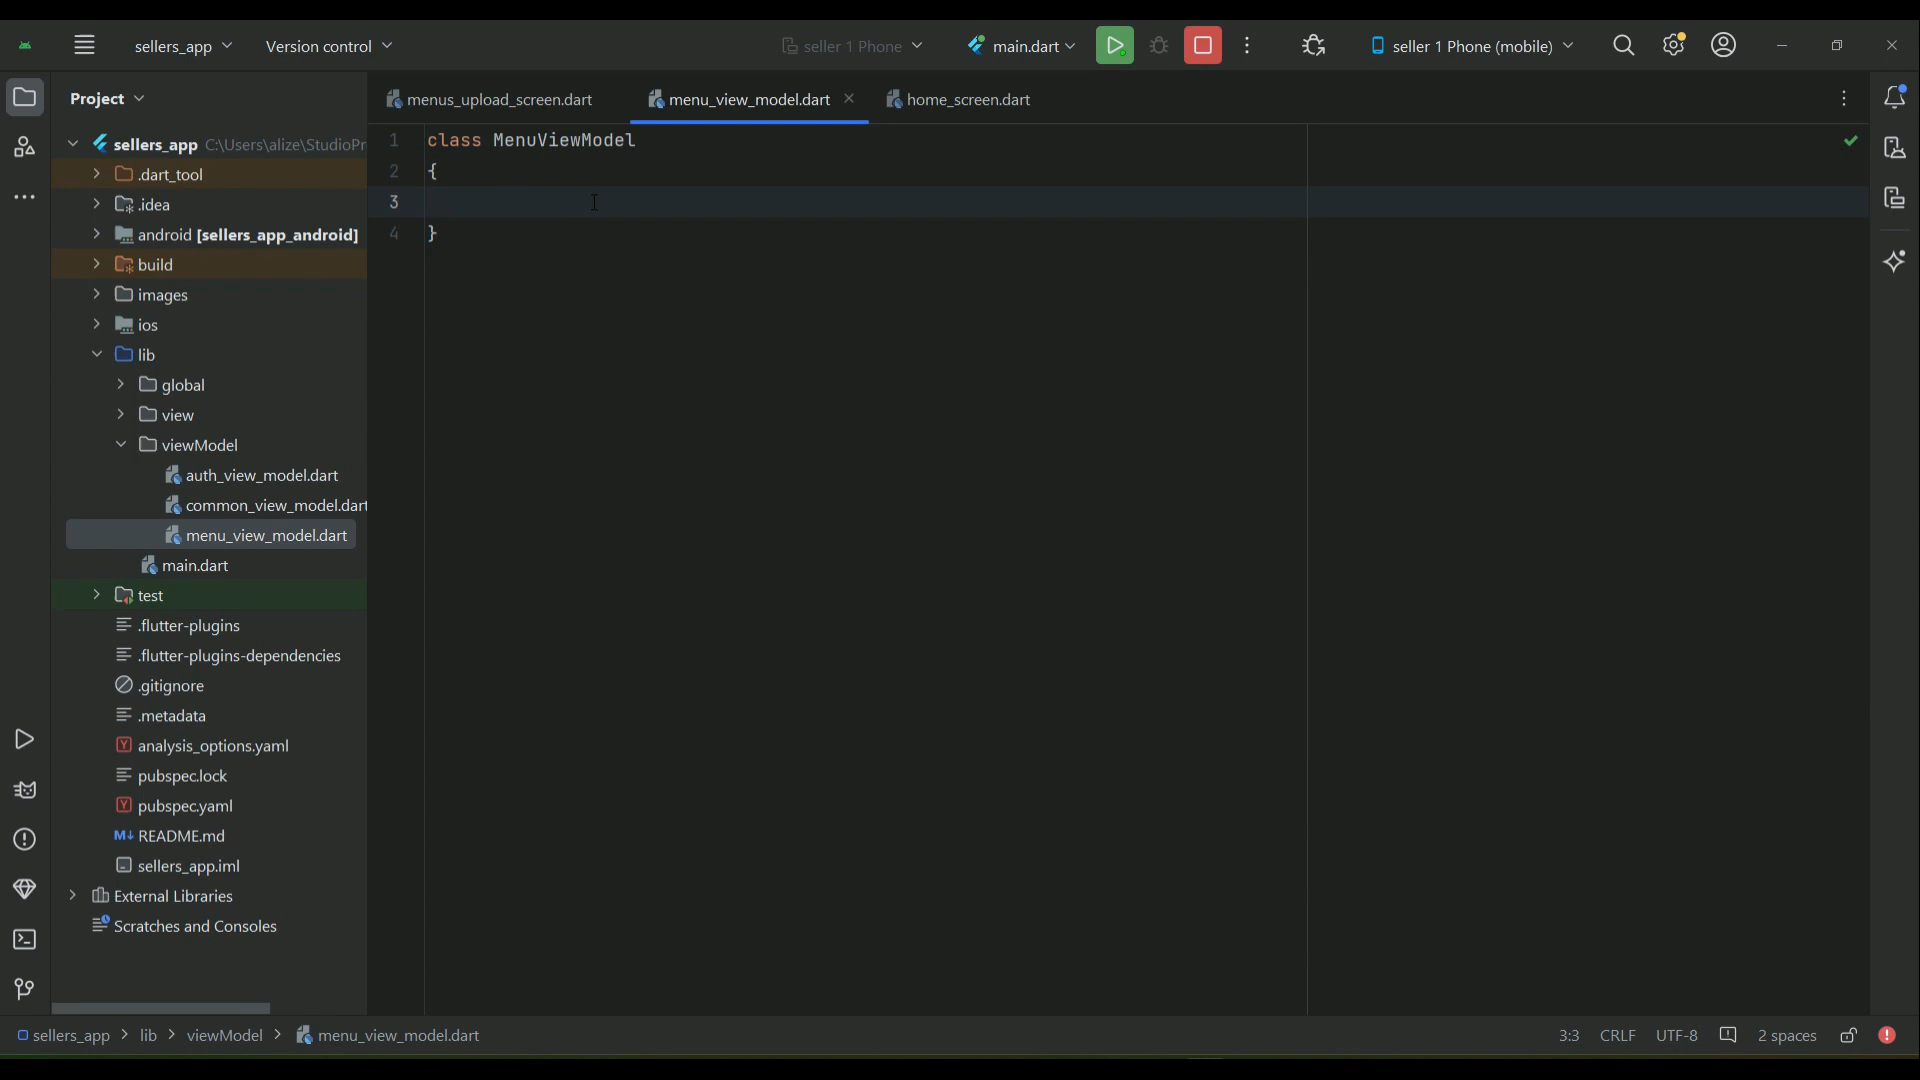 sellers_app
Version control
seller 1 Phone
main.dart
seller 1 Phone (mobile)
Project
menus_upload_screen.dart
menu_view_model.dart
home_screen.dart
sellers_app C:\Users\alize\StudioPr
.dart_tool
.idea
android [sellers_app_android]
build
images
ios
lib
global
view
viewModel
auth_view_model.dart
common_view_model.dart
menu_view_model.dart
main.dart
test
.flutter-plugins
.flutter-plugins-dependencies
.gitignore
.metadata
analysis_options.yaml
pubspec.lock
pubspec.yaml
README.md
sellers_app.iml
External Libraries
Scratches and Consoles
1 class MenuViewModel
2 {
3
4 }
sellers_app > lib > viewModel > menu_view_model.dart
3:3 CRLF UTF-8 2 spaces